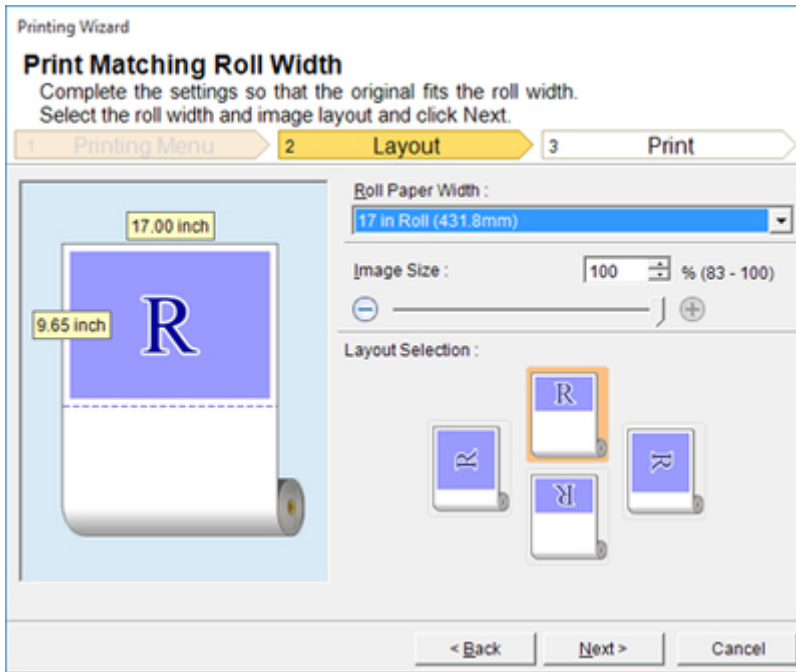 Printing Wizard
Print Matching Roll Width
Complete the settings so that the original fits the roll width.
Select the roll width and image layout and click Next.
1 Printing Menu 2 Layout 3 Print
Roll Paper Width :
17 in Roll (431.8mm)
17.00 inch
Image Size : 100 % (83 - 100)
9.65 inch
R
Layout Selection :
R
R
R
R
< Back Next > Cancel